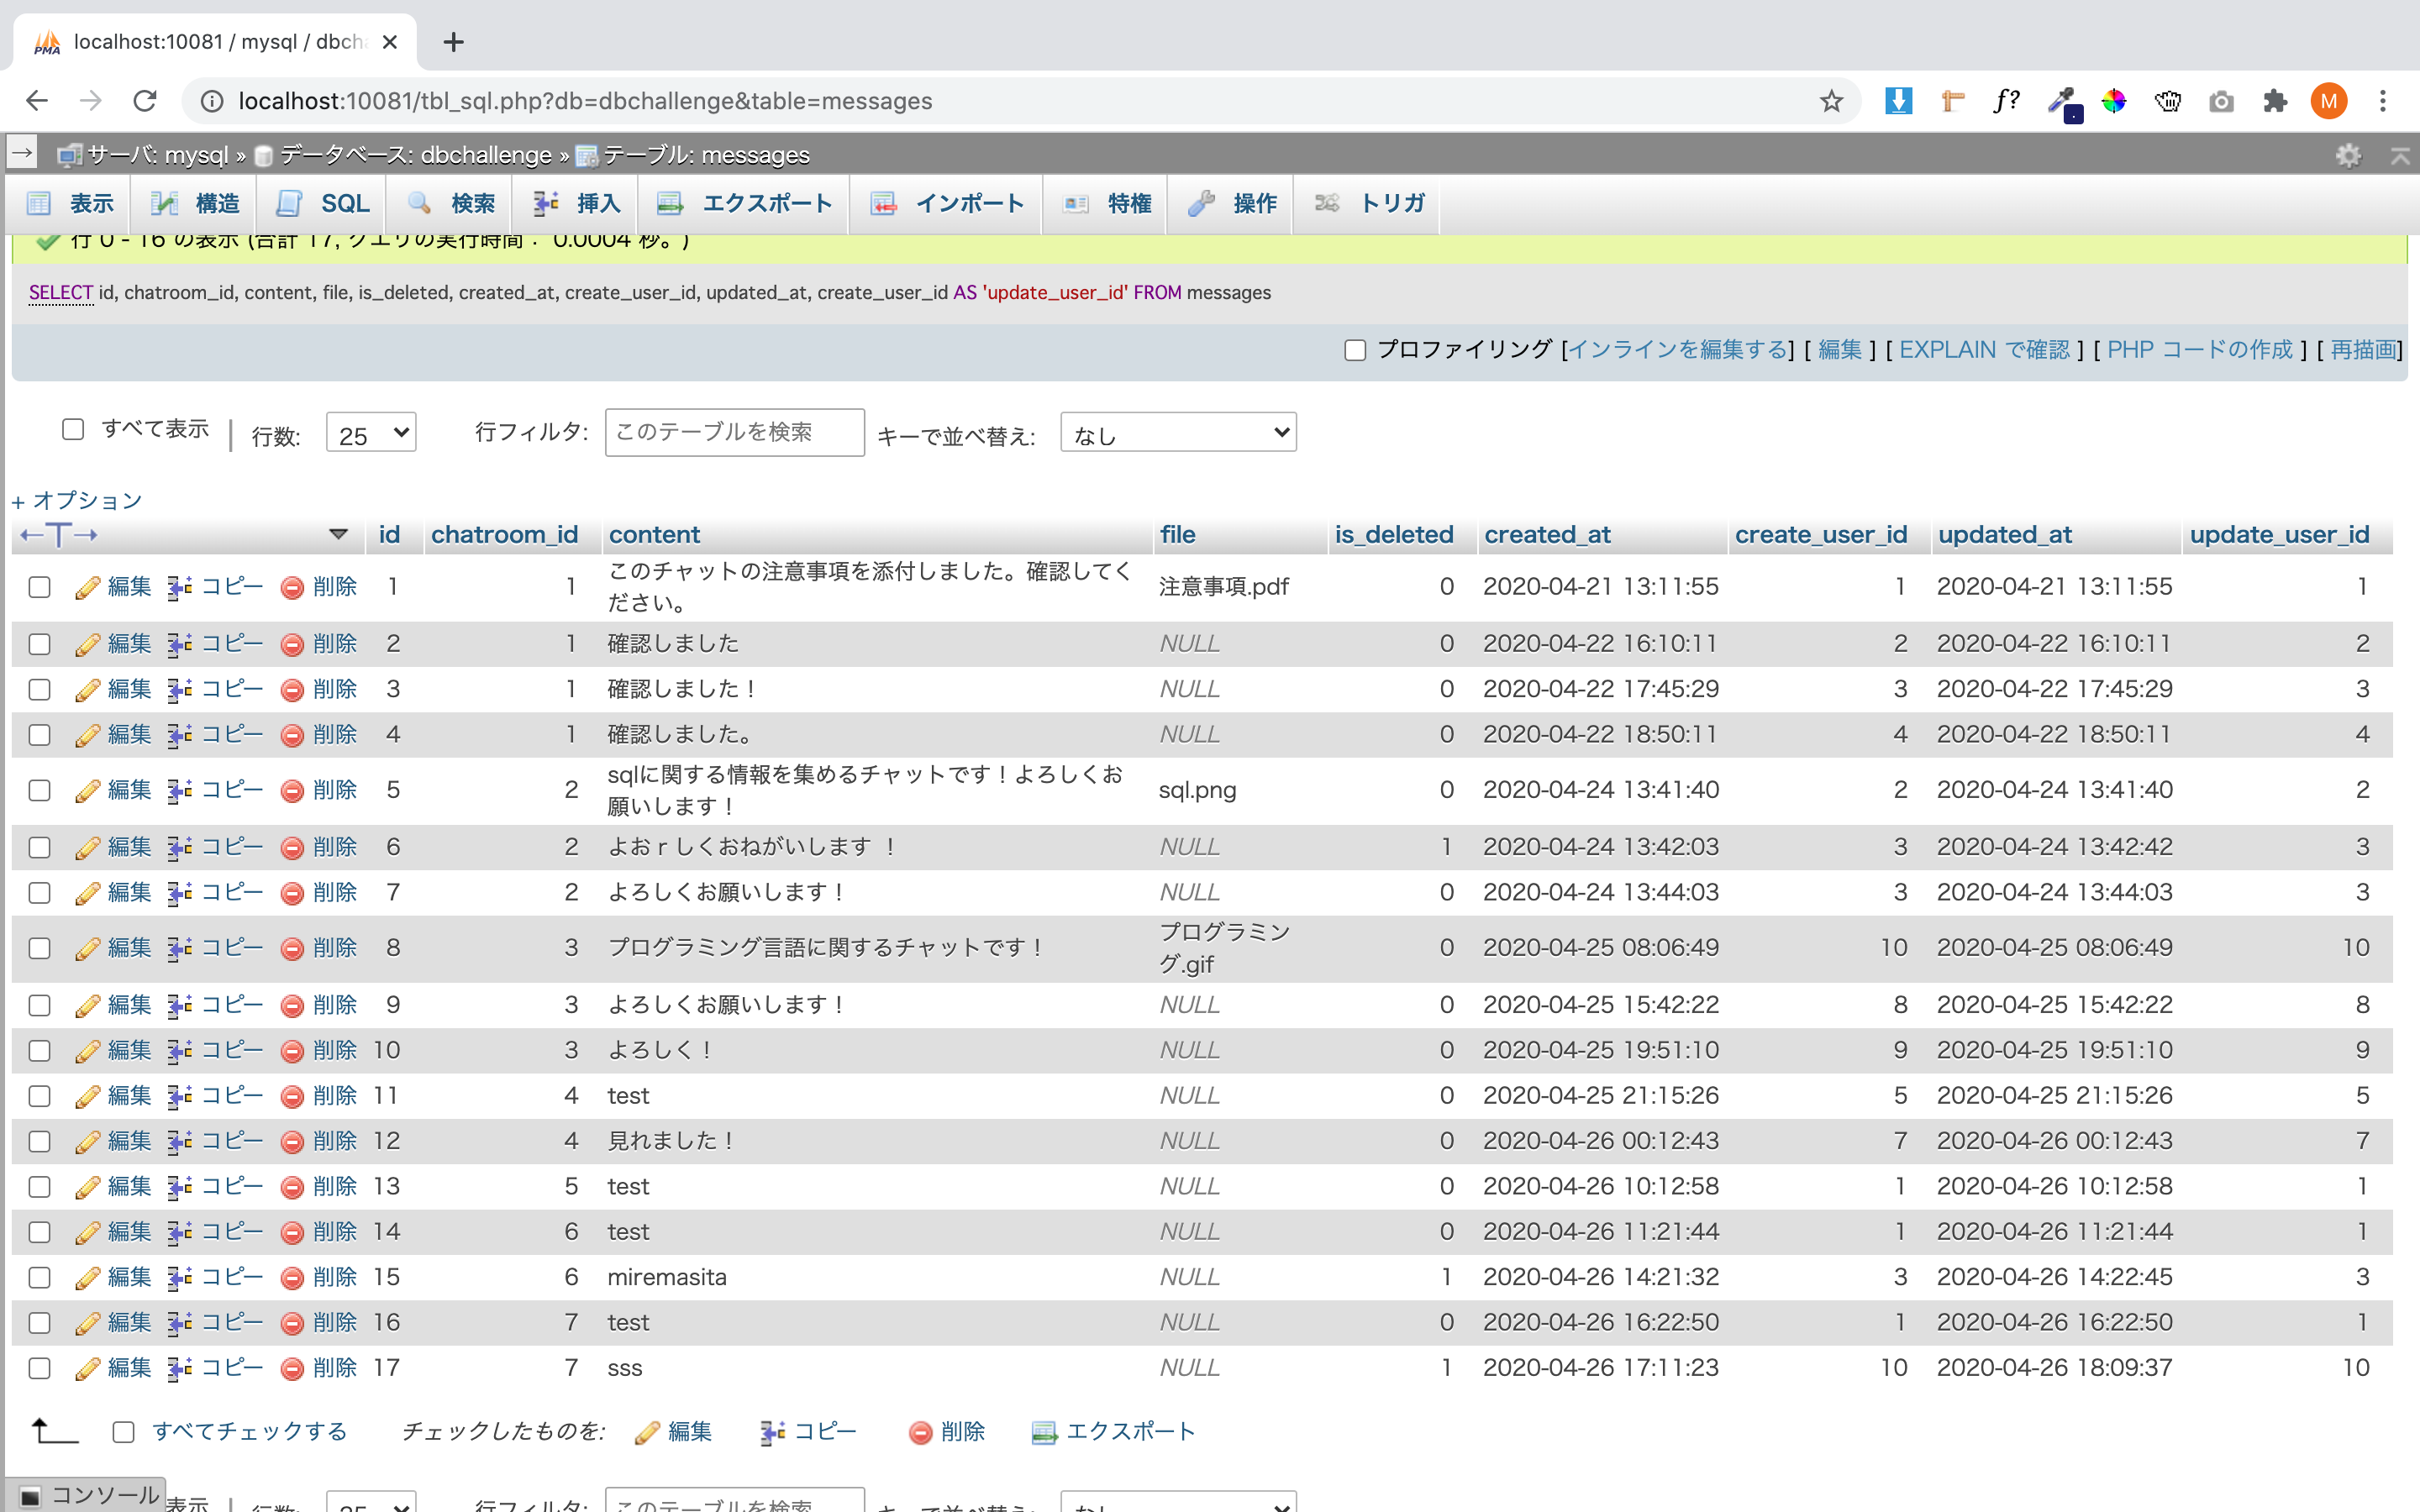 localhost:10081 / mysql / dbch
localhost:10081/tbl_sql.php?db=dbchallenge&table=messages
f?
M
サーバ: mysql » データベース: dbchallenge » テーブル: messages
表示 構造 SQL 検索 挿入 エクスポート インポート 特権 操作 トリガ
行 0 - 16 の表示 (合計 17, クエリの実行時間： 0.0004 秒。)
SELECT id, chatroom_id, content, file, is_deleted, created_at, create_user_id, updated_at, create_user_id AS 'update_user_id' FROM messages
プロファイリング [インラインを編集する] [ 編集 ] [ EXPLAIN で確認 ] [ PHP コードの作成 ] [ 再描画]
すべて表示 | 行数: 25 行フィルタ: このテーブルを検索 キーで並べ替え: なし
+ オプション
←T→ id chatroom_id content file is_deleted created_at create_user_id updated_at update_user_id
編集 コピー 削除 1 1 このチャットの注意事項を添付しました。確認してく
ださい。 注意事項.pdf 0 2020-04-21 13:11:55 1 2020-04-21 13:11:55 1
編集 コピー 削除 2 1 確認しました NULL 0 2020-04-22 16:10:11 2 2020-04-22 16:10:11 2
編集 コピー 削除 3 1 確認しました！ NULL 0 2020-04-22 17:45:29 3 2020-04-22 17:45:29 3
編集 コピー 削除 4 1 確認しました。 NULL 0 2020-04-22 18:50:11 4 2020-04-22 18:50:11 4
編集 コピー 削除 5 2 sqlに関する情報を集めるチャットです！よろしくお
願いします！ sql.png 0 2020-04-24 13:41:40 2 2020-04-24 13:41:40 2
編集 コピー 削除 6 2 よおｒしくおねがいします ！ NULL 1 2020-04-24 13:42:03 3 2020-04-24 13:42:42 3
編集 コピー 削除 7 2 よろしくお願いします！ NULL 0 2020-04-24 13:44:03 3 2020-04-24 13:44:03 3
編集 コピー 削除 8 3 プログラミング言語に関するチャットです！ プログラミン
グ.gif 0 2020-04-25 08:06:49 10 2020-04-25 08:06:49 10
編集 コピー 削除 9 3 よろしくお願いします！ NULL 0 2020-04-25 15:42:22 8 2020-04-25 15:42:22 8
編集 コピー 削除 10 3 よろしく！ NULL 0 2020-04-25 19:51:10 9 2020-04-25 19:51:10 9
編集 コピー 削除 11 4 test NULL 0 2020-04-25 21:15:26 5 2020-04-25 21:15:26 5
編集 コピー 削除 12 4 見れました！ NULL 0 2020-04-26 00:12:43 7 2020-04-26 00:12:43 7
編集 コピー 削除 13 5 test NULL 0 2020-04-26 10:12:58 1 2020-04-26 10:12:58 1
編集 コピー 削除 14 6 test NULL 0 2020-04-26 11:21:44 1 2020-04-26 11:21:44 1
編集 コピー 削除 15 6 miremasita NULL 1 2020-04-26 14:21:32 3 2020-04-26 14:22:45 3
編集 コピー 削除 16 7 test NULL 0 2020-04-26 16:22:50 1 2020-04-26 16:22:50 1
編集 コピー 削除 17 7 sss NULL 1 2020-04-26 17:11:23 10 2020-04-26 18:09:37 10
すべてチェックする チェックしたものを: 編集 コピー 削除 エクスポート
コンソール 表示 | 行数: 25 行フィルタ: このテーブルを検索 キーで並べ替え: なし